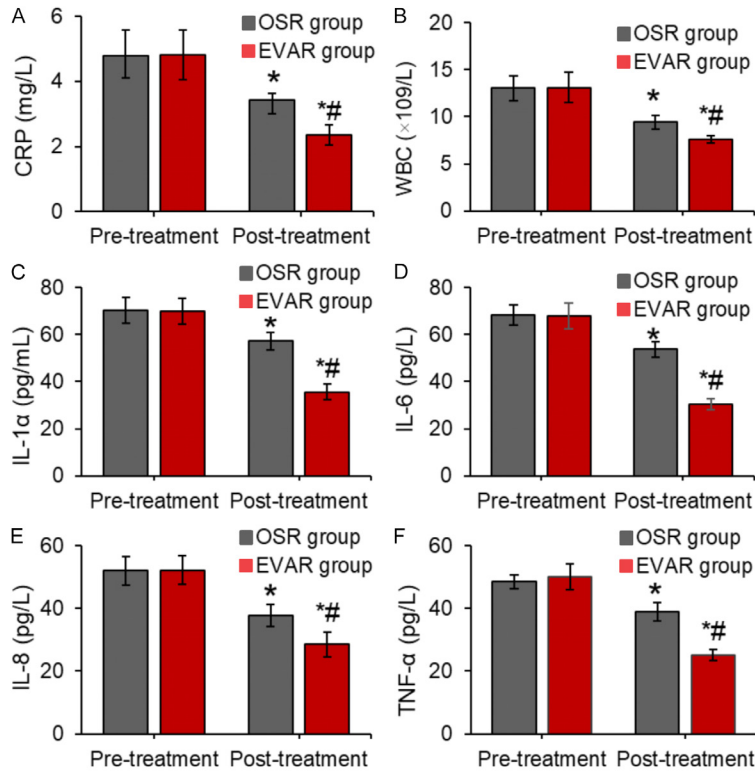 A
CRP (mg/L)
6
4
2
0
OSR group
EVAR group
*
*#
Pre-treatment Post-treatment
B
WBC (×109/L)
20
15
10
5
0
OSR group
EVAR group
*
*#
Pre-treatment Post-treatment
C
IL-1α (pg/mL)
80
60
40
20
0
OSR group
EVAR group
*
*#
Pre-treatment Post-treatment
D
IL-6 (pg/L)
80
60
40
20
0
OSR group
EVAR group
*
*#
Pre-treatment Post-treatment
E
IL-8 (pg/L)
60
40
20
0
OSR group
EVAR group
*
*#
Pre-treatment Post-treatment
F
TNF-α (pg/L)
60
40
20
0
OSR group
EVAR group
*
*#
Pre-treatment Post-treatment